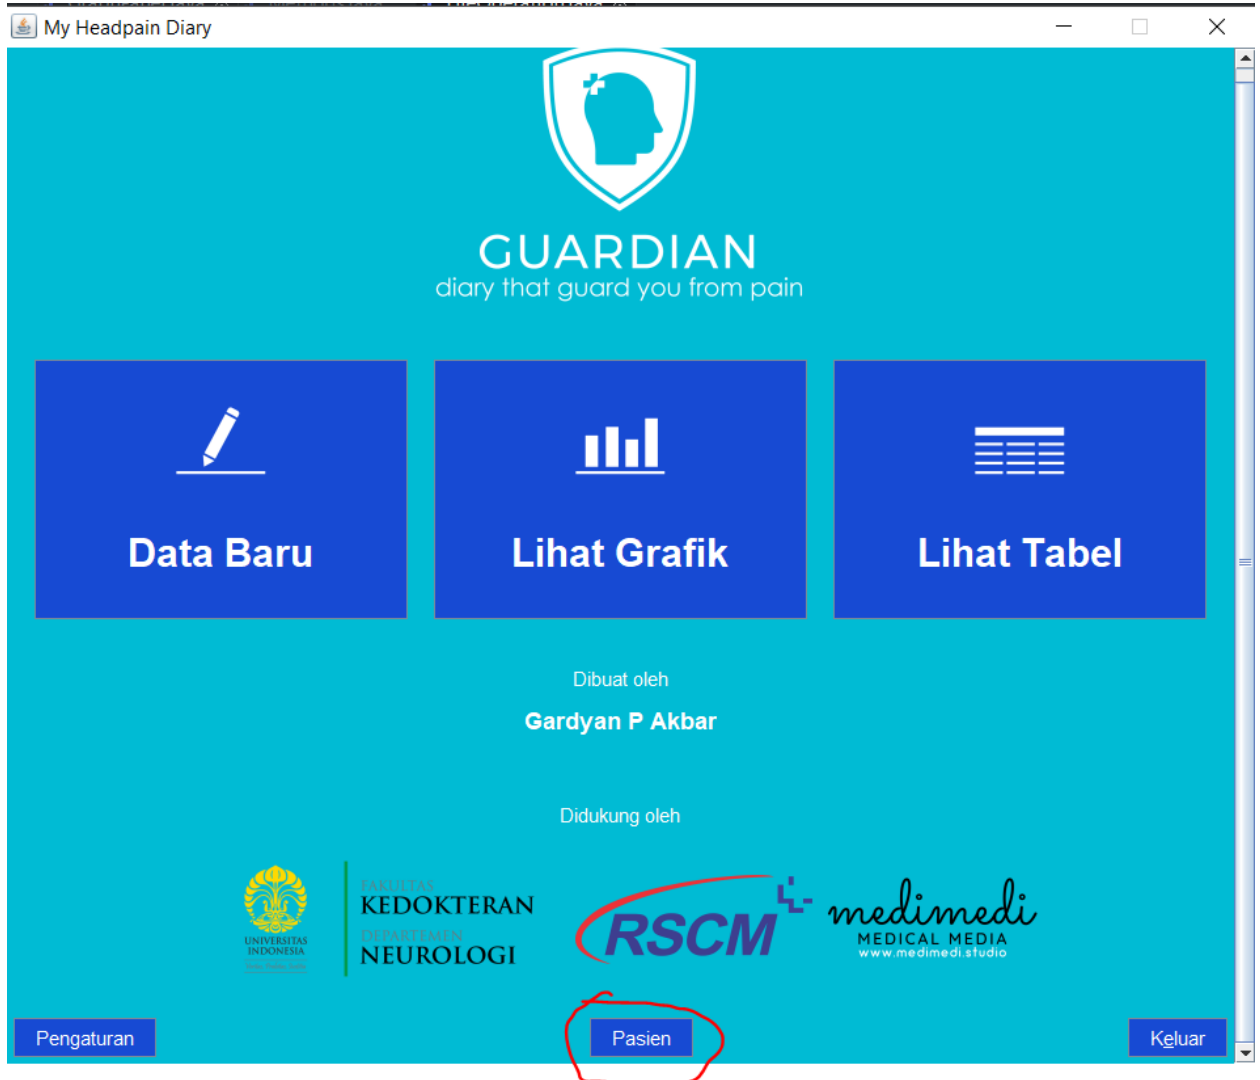 My Headpain Diary
GUARDIAN
diary that guard you from pain
Data Baru
Lihat Grafik
Lihat Tabel
Dibuat oleh
Gardyan P Akbar
Didukung oleh
UNIVERSITAS
INDONESIA
FAKULTAS
KEDOKTERAN
DEPARTEMEN
NEUROLOGI
RSCM
medimedi
MEDICAL MEDIA
www.medimedi.studio
Pengaturan
Pasien
Keluar